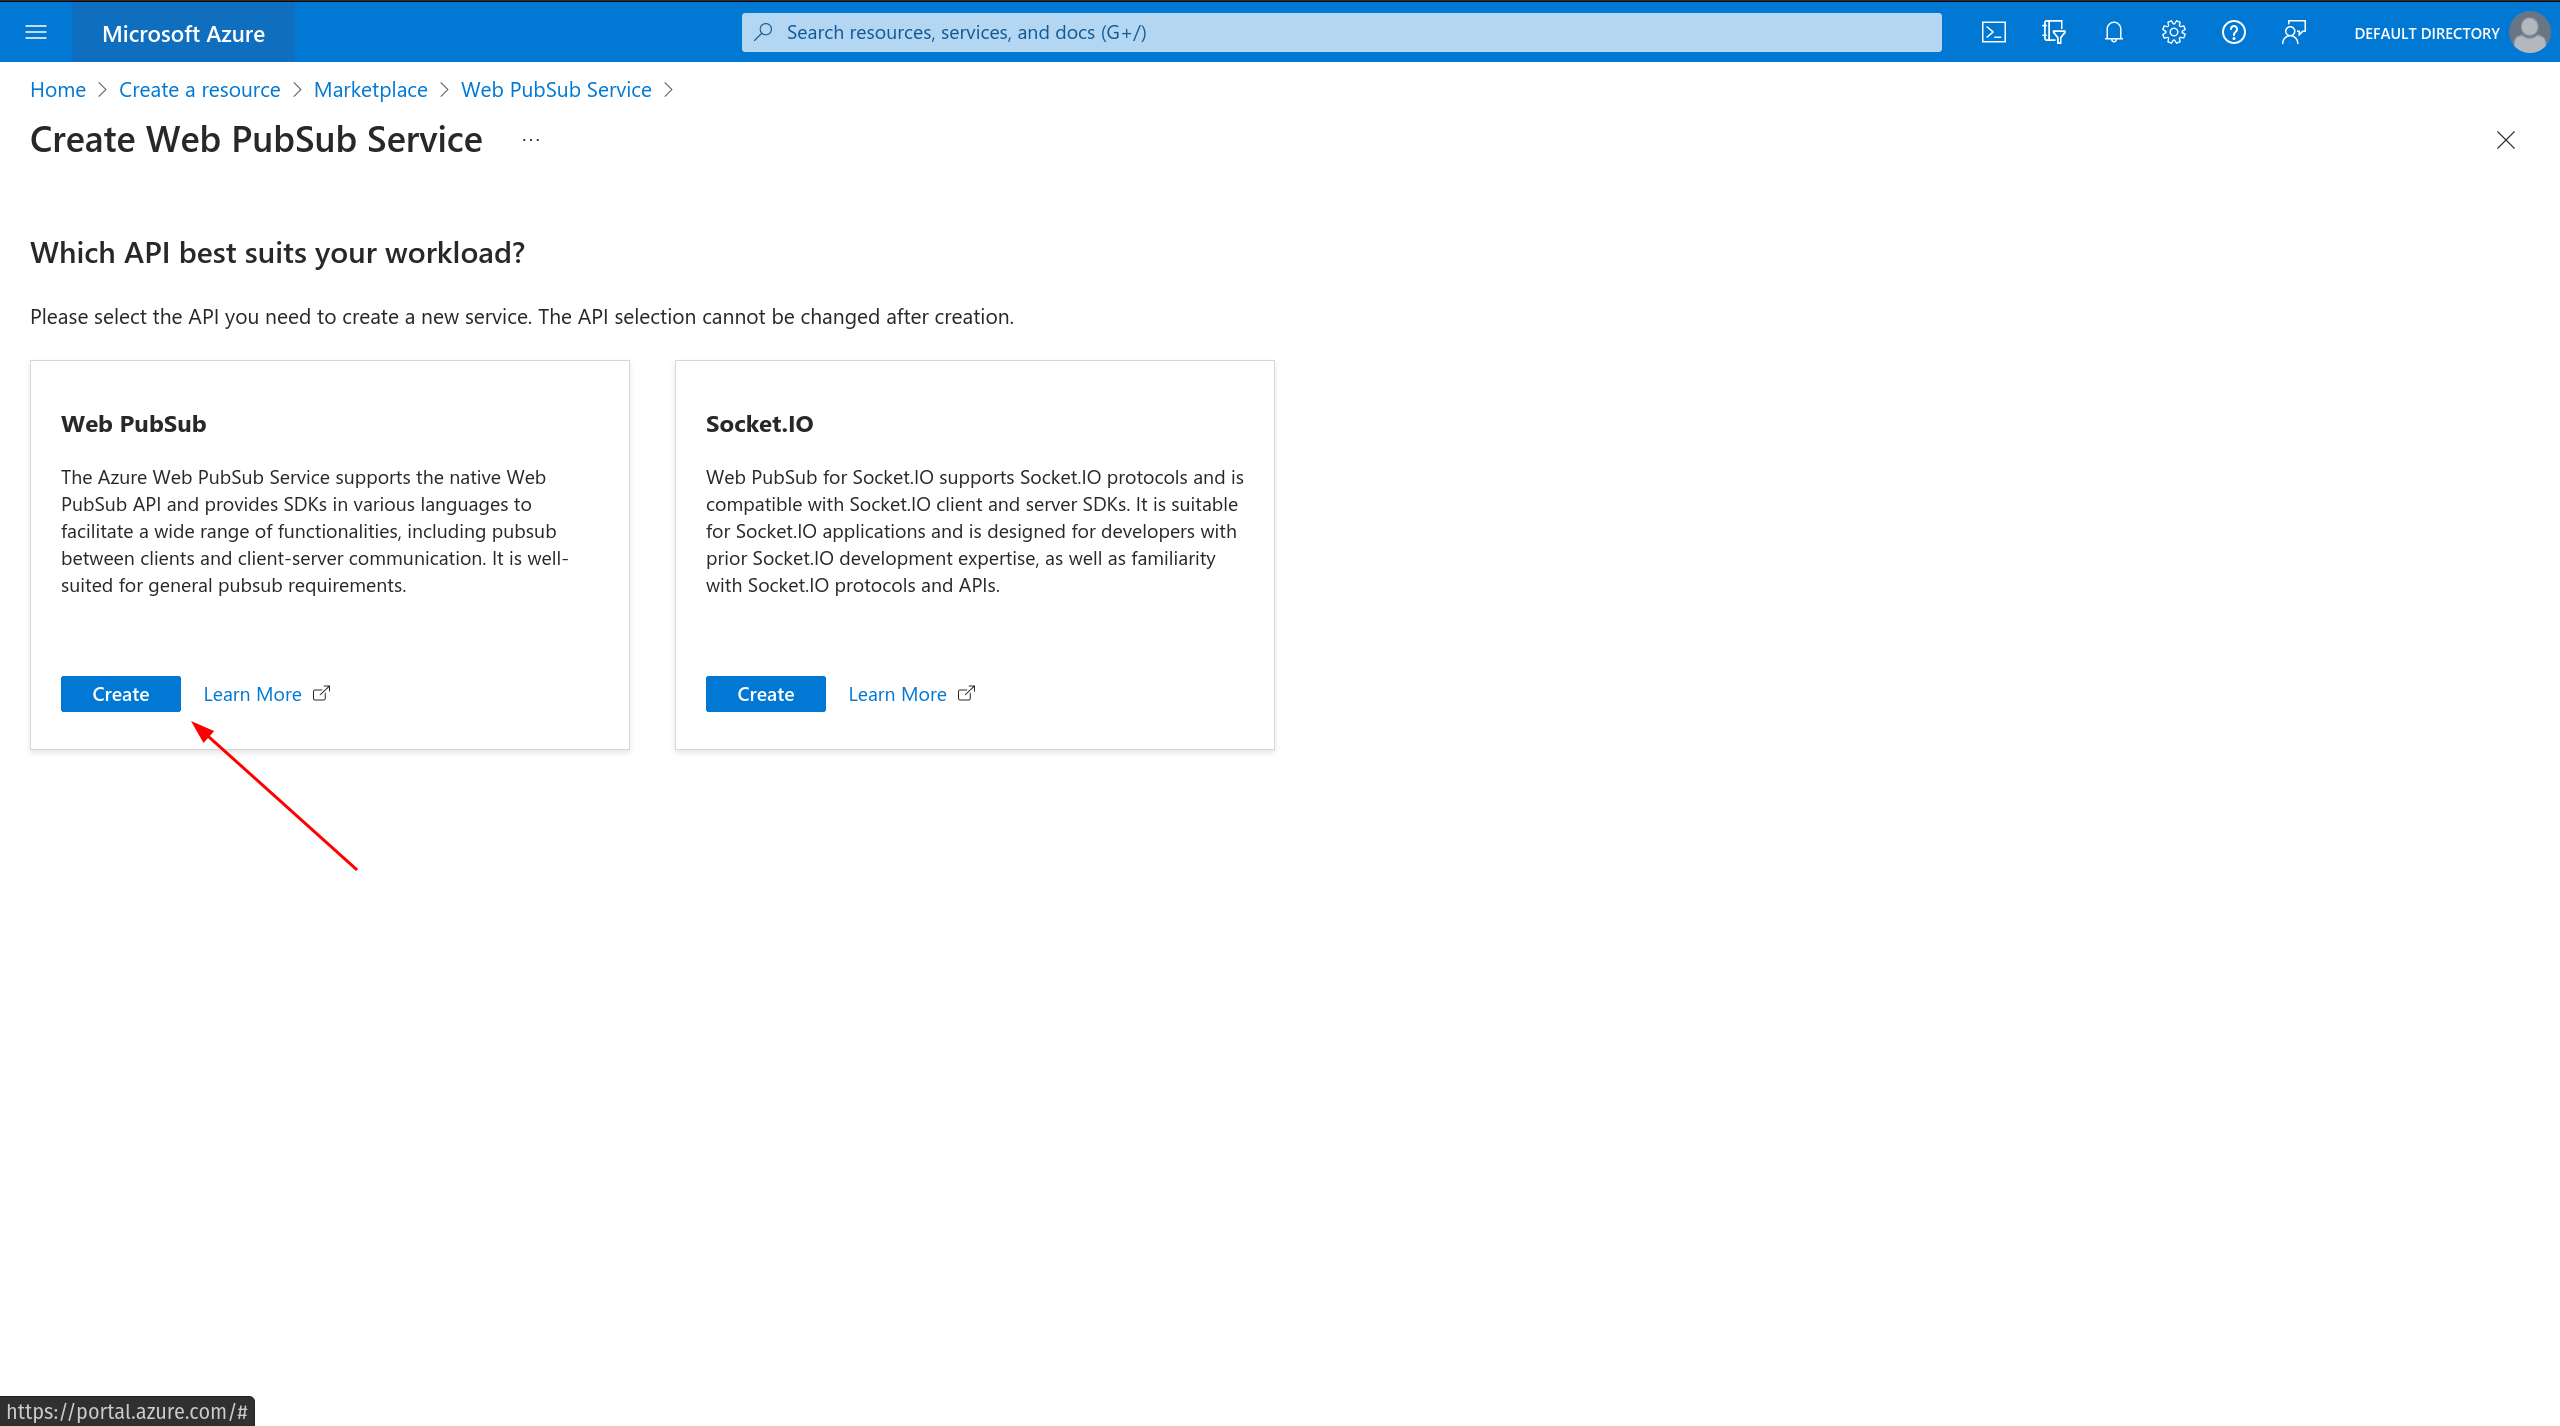 Microsoft Azure
Search resources, services, and docs (G+/)
DEFAULT DIRECTORY
Home > Create a resource > Marketplace > Web PubSub Service >
Create Web PubSub Service ...
Which API best suits your workload?
Please select the API you need to create a new service. The API selection cannot be changed after creation.
Web PubSub
The Azure Web PubSub Service supports the native Web
PubSub API and provides SDKs in various languages to
facilitate a wide range of functionalities, including pubsub
between clients and client-server communication. It is well-
suited for general pubsub requirements.
Create Learn More
Socket.IO
Web PubSub for Socket.IO supports Socket.IO protocols and is
compatible with Socket.IO client and server SDKs. It is suitable
for Socket.IO applications and is designed for developers with
prior Socket.IO development expertise, as well as familiarity
with Socket.IO protocols and APIs.
Create Learn More
https://portal.azure.com/#